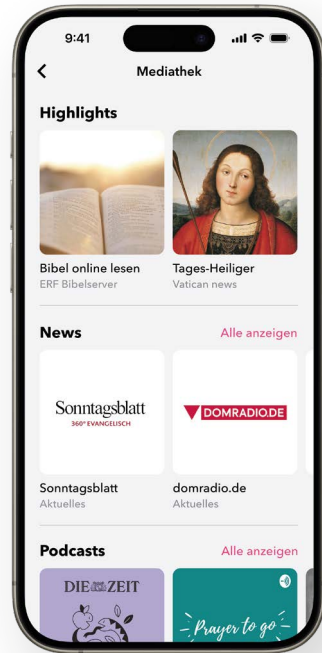 9:41
Mediathek
Highlights
Bibel online lesen
ERF Bibelserver
Tages-Heiliger
Vatican news
News
Alle anzeigen
Sonntagsblatt
360° EVANGELISCH
DOMRADIO.DE
Sonntagsblatt
Aktuelles
domradio.de
Aktuelles
Podcasts
Alle anzeigen
DIE ZEIT
Prayer to go